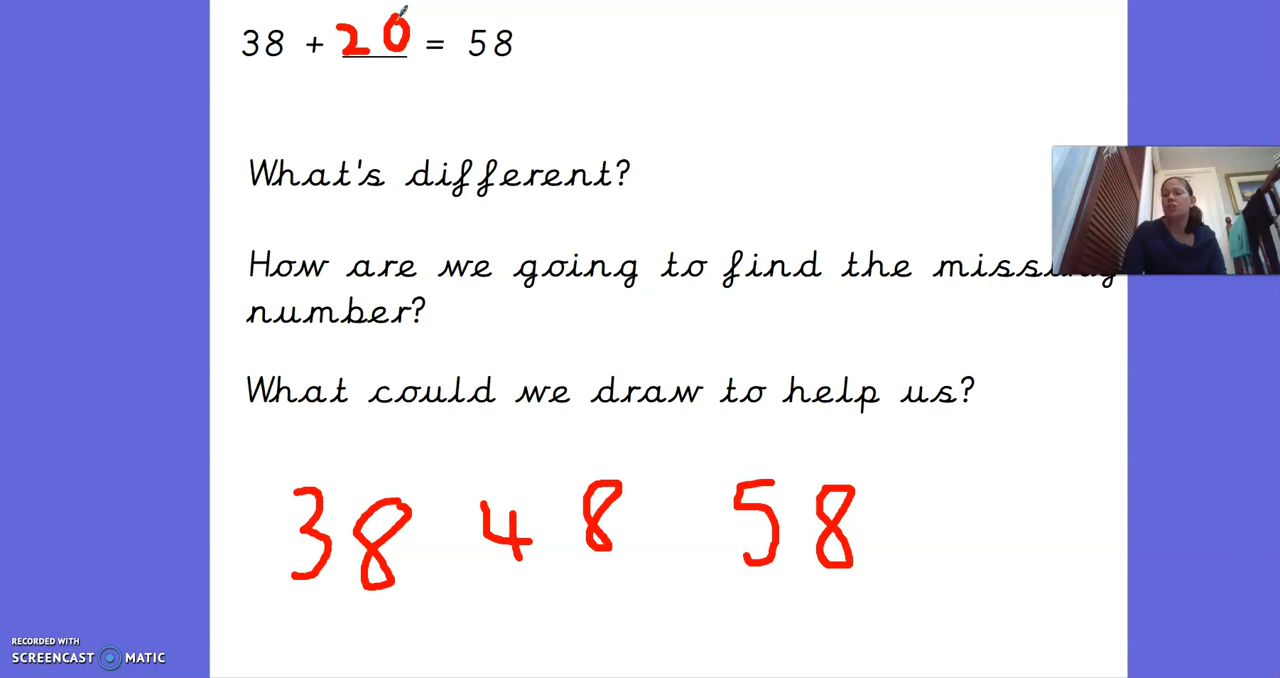 38 + 20 = 58
What's different?
How are we going to find the missing
number?
What could we draw to help us?
38 48 58
RECORDED WITH
SCREENCAST MATIC